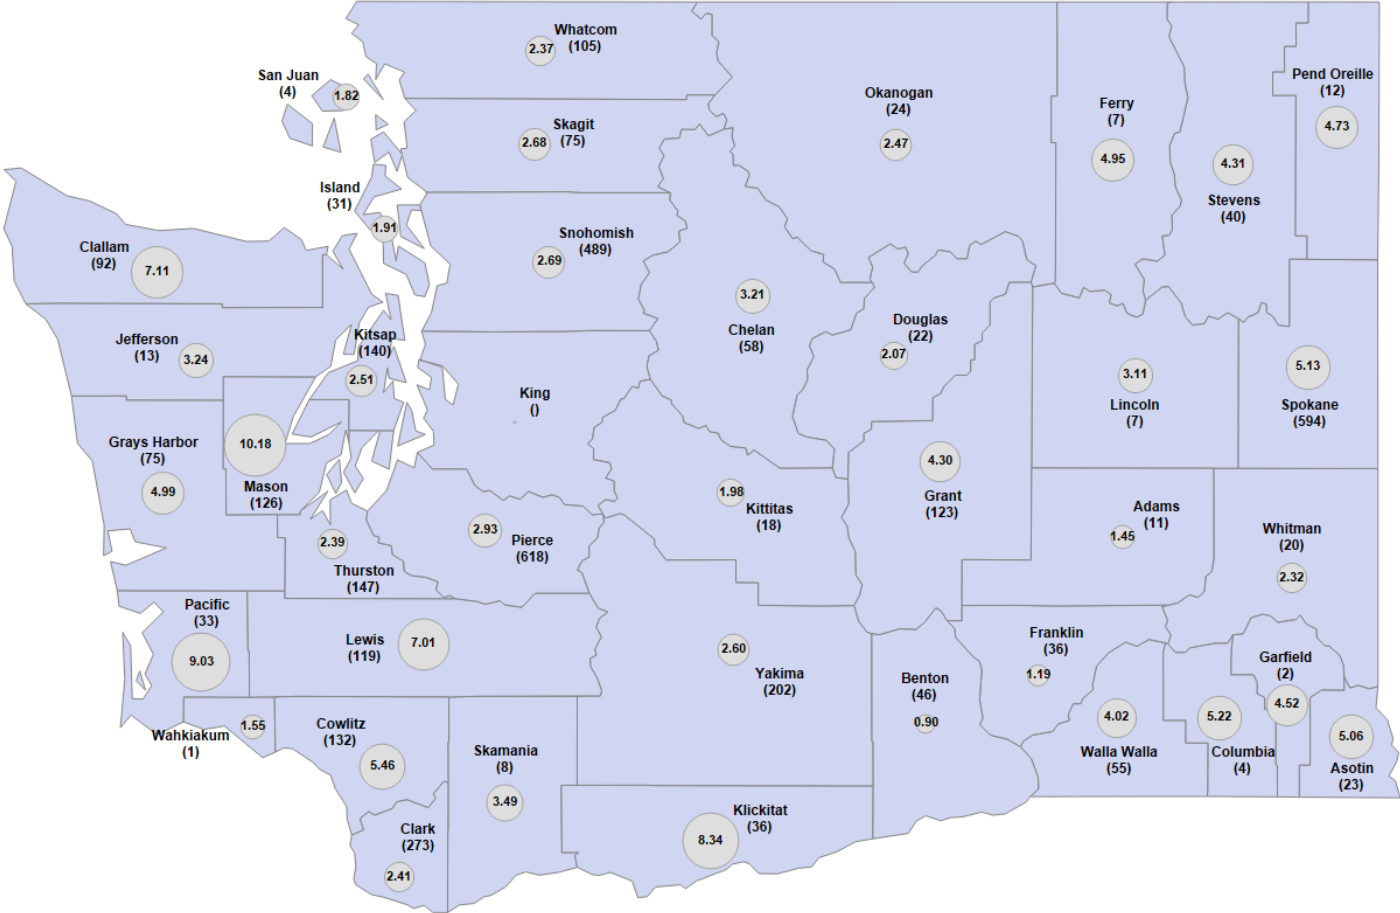 Whatcom
(105)
2.37
San Juan
(4)
1.82
Okanogan
(24)
2.47
Ferry
(7)
4.95
Pend Oreille
(12)
4.73
Skagit
(75)
2.68
Stevens
(40)
4.31
Island
(31)
1.91
Clallam
(92)
7.11
Snohomish
(489)
2.69
Chelan
(58)
3.21
Douglas
(22)
2.07
Jefferson
(13)
3.24
Kitsap
(140)
2.51
King
()
Lincoln
(7)
3.11
Spokane
(594)
5.13
Grays Harbor
(75)
4.99
Mason
(126)
10.18
Kittitas
(18)
1.98
Grant
(123)
4.30
Adams
(11)
1.45
Whitman
(20)
2.32
Thurston
(147)
2.39
Pierce
(618)
2.93
Pacific
(33)
9.03
Lewis
(119)
7.01
Yakima
(202)
2.60
Benton
(46)
0.90
Franklin
(36)
1.19
Walla Walla
(55)
4.02
Columbia
(4)
5.22
Garfield
(2)
4.52
Asotin
(23)
5.06
Wahkiakum
(1)
1.55
Cowlitz
(132)
5.46
Skamania
(8)
3.49
Klickitat
(36)
8.34
Clark
(273)
2.41